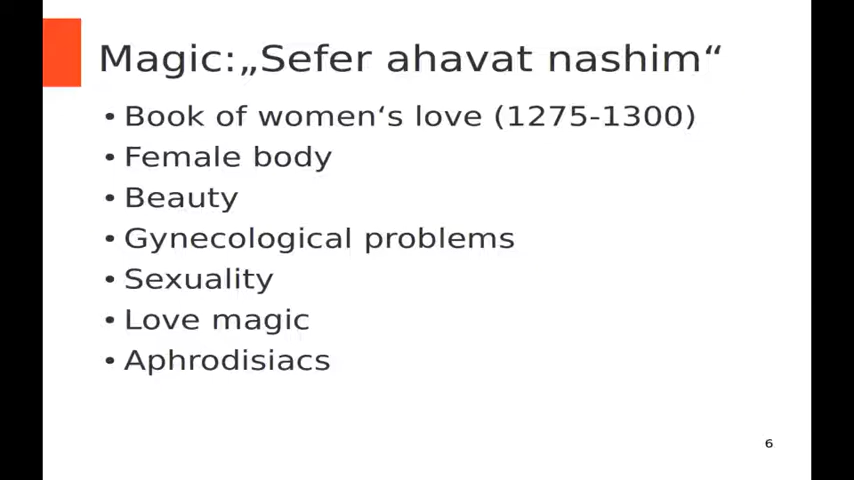 Magic:„Sefer ahavat nashim“
• Book of women‘s love (1275-1300)
• Female body
• Beauty
• Gynecological problems
• Sexuality
• Love magic
• Aphrodisiacs
6